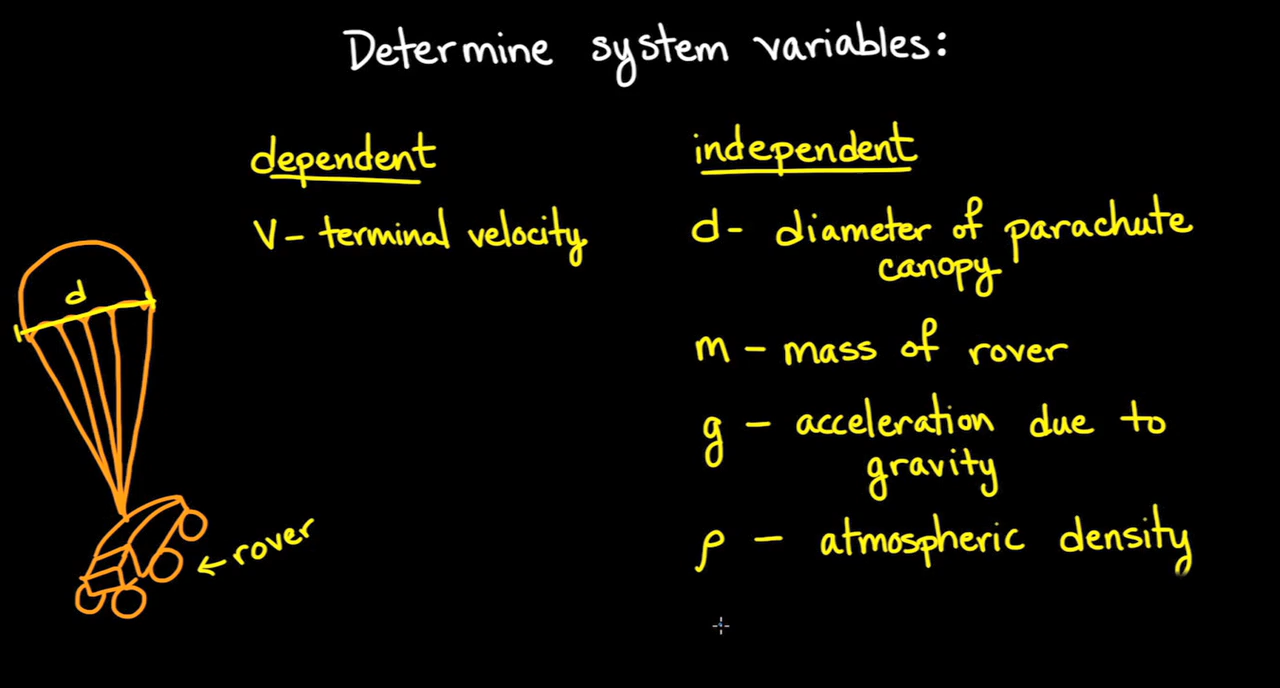 Determine system variables:
dependent
independent
V – terminal velocity
d - diameter of parachute
canopy
m – mass of rover
g – acceleration due to
gravity
ρ – atmospheric density
d
← rover